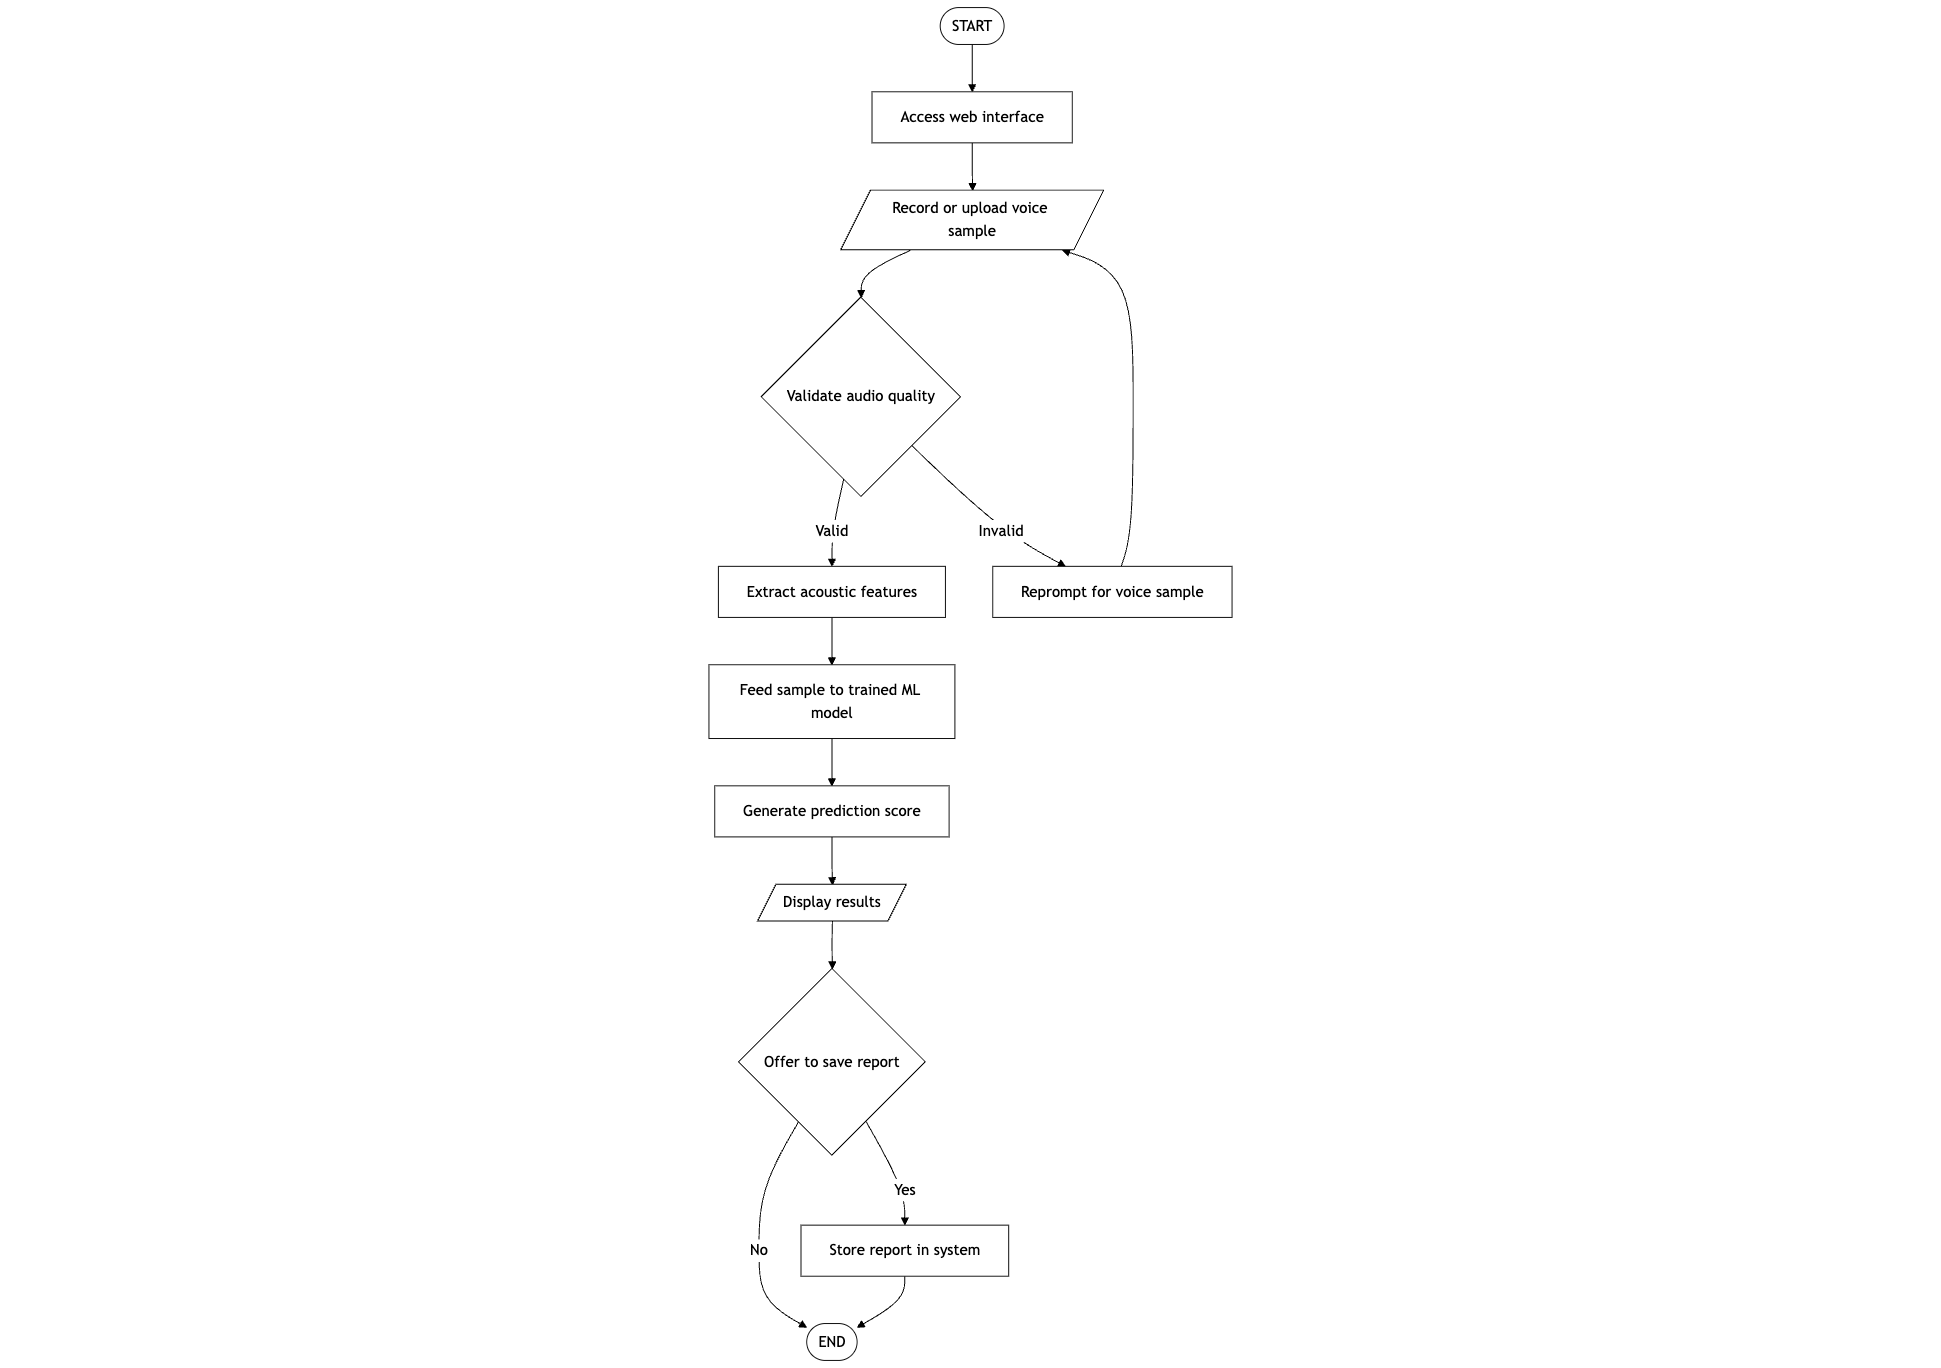 START
Access web interface
Record or upload voice
sample
Validate audio quality
Valid
Invalid
Extract acoustic features
Reprompt for voice sample
Feed sample to trained ML
model
Generate prediction score
Display results
Offer to save report
Yes
No
Store report in system
END